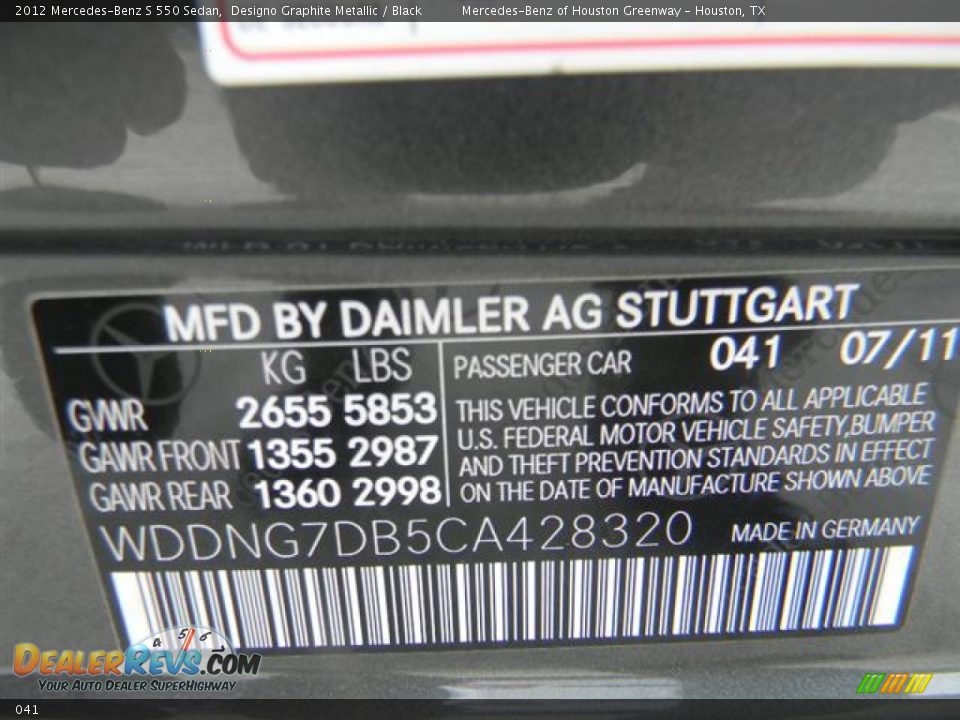 2012 Mercedes-Benz S 550 Sedan, Designo Graphite Metallic / Black Mercedes-Benz of Houston Greenway - Houston, TX
MFD BY DAIMLER AG STUTTGART
KG LBS
GVWR 2655 5853
GAWR FRONT 1355 2987
GAWR REAR 1360 2998
PASSENGER CAR 041 07/11
THIS VEHICLE CONFORMS TO ALL APPLICABLE
U.S. FEDERAL MOTOR VEHICLE SAFETY,BUMPER
AND THEFT PREVENTION STANDARDS IN EFFECT
ON THE DATE OF MANUFACTURE SHOWN ABOVE
WDDNG7DB5CA428320 MADE IN GERMANY
4 5 6
DEALERREVS.COM
YOUR AUTO DEALER SUPERHIGHWAY
041